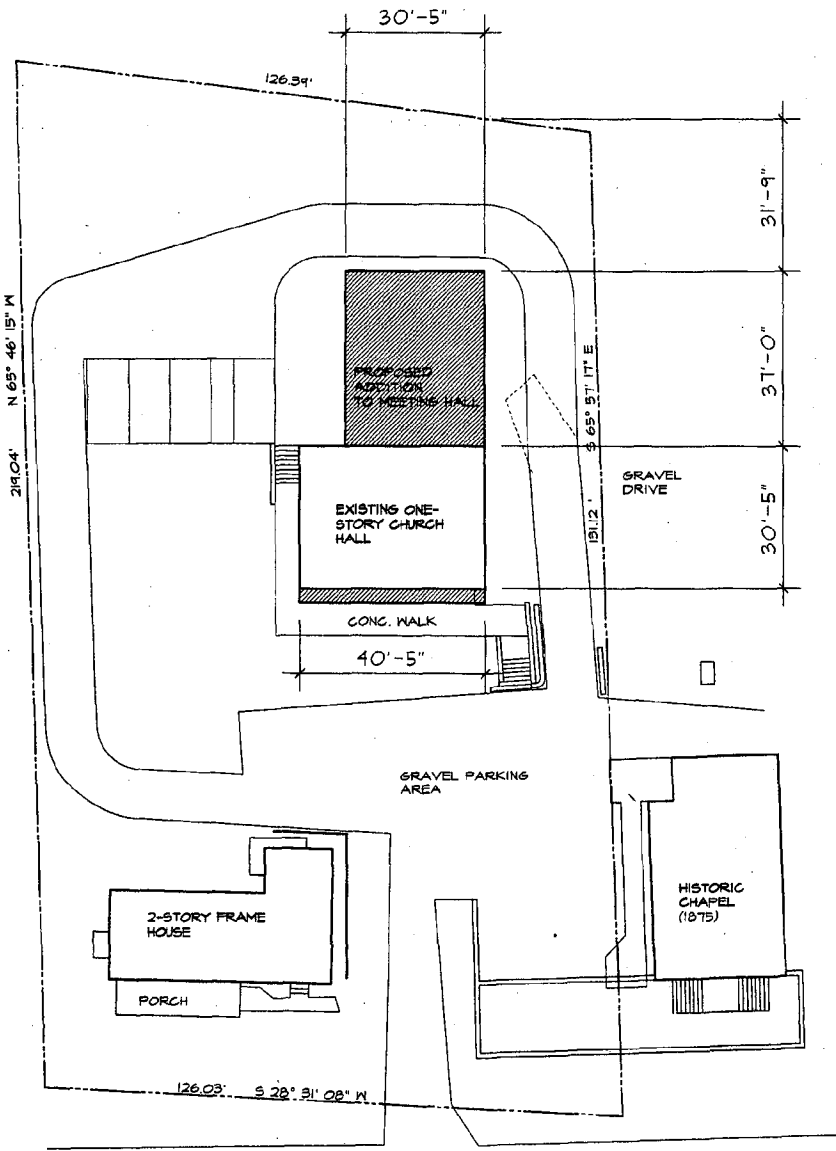 30'-5"
126.39'
31'-9"
N 65° 46' 15" W
219.04'
37'-0"
S 65° 57' 17" E
PROPOSED
ADDITION
TO MEETING HALL
GRAVEL
DRIVE
EXISTING ONE-
STORY CHURCH
HALL
30'-5"
CONC. WALK
40'-5"
GRAVEL PARKING
AREA
HISTORIC
CHAPEL
(1875)
2-STORY FRAME
HOUSE
PORCH
126.03' S 28° 31' 08" W